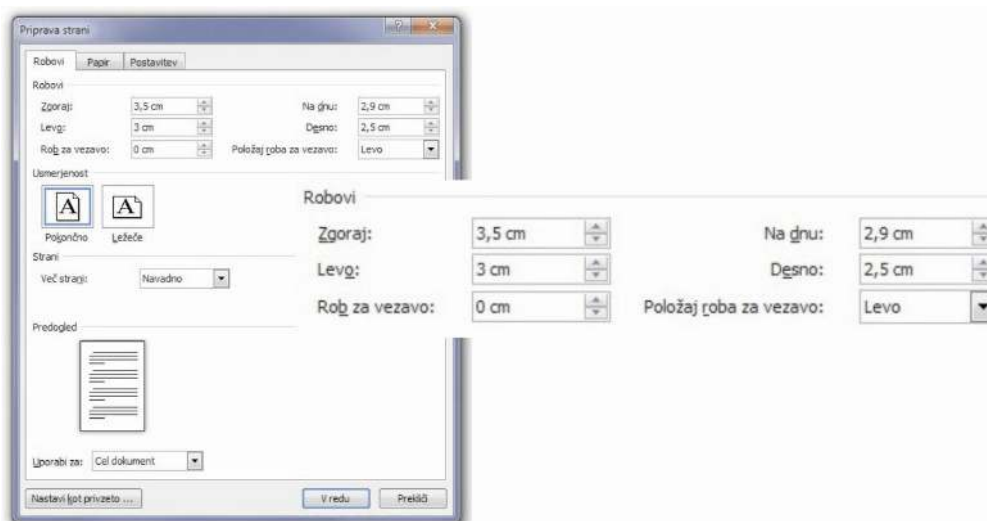 Priprava strani
Robovi Papir Postavitev
Robovi
Zgoraj: 3,5 cm Na dnu: 2,9 cm
Levo: 3 cm Desno: 2,5 cm
Rob za vezavo: 0 cm Položaj roba za vezavo: Levo
Usmerjenost
A A
Pokončno Ležeče
Strani
Več strani: Navadno
Predogled
Uporabi za: Cel dokument
Nastavi kot privzeto ... V redu Prekliči
Robovi
Zgoraj: 3,5 cm Na dnu: 2,9 cm
Levo: 3 cm Desno: 2,5 cm
Rob za vezavo: 0 cm Položaj roba za vezavo: Levo